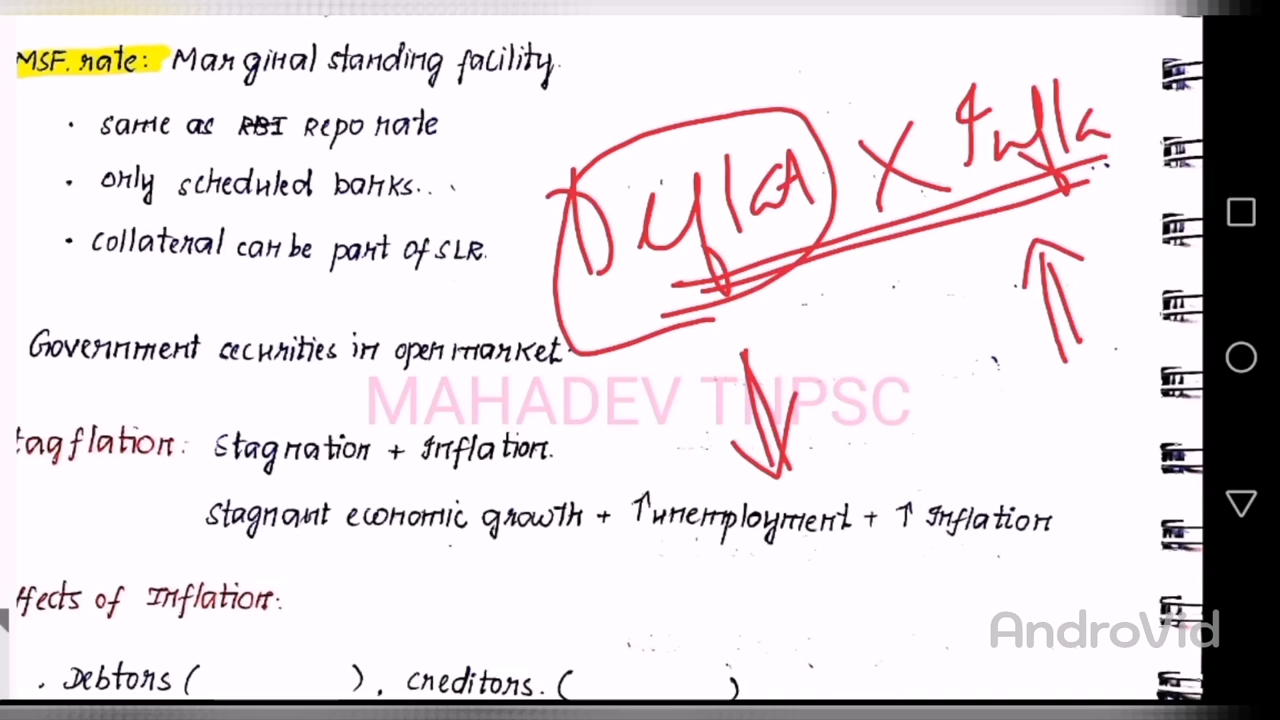 MSF. rate: Marginal standing facility.
• same as RBI Repo rate
• only scheduled banks..
• collateral can be part of SLR.
Deflat X Infla
Government securities in open market.
MAHADEV TNPSC
tagflation: Stagnation + Inflation.
Stagnant economic growth + ↑unemployment + ↑ Inflation
ffects of Inflation:
. Debtors ( ), creditors. ( )
AndroVid